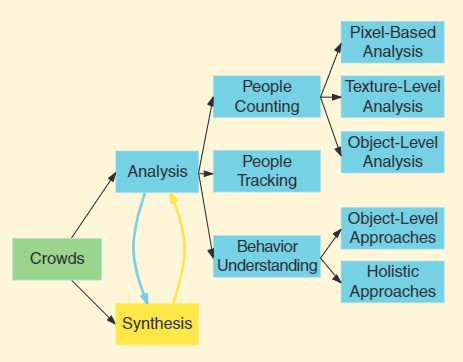 Pixel-Based
Analysis
People
Counting
Texture-Level
Analysis
Object-Level
Analysis
Analysis
People
Tracking
Object-Level
Approaches
Behavior
Understanding
Crowds
Holistic
Approaches
Synthesis